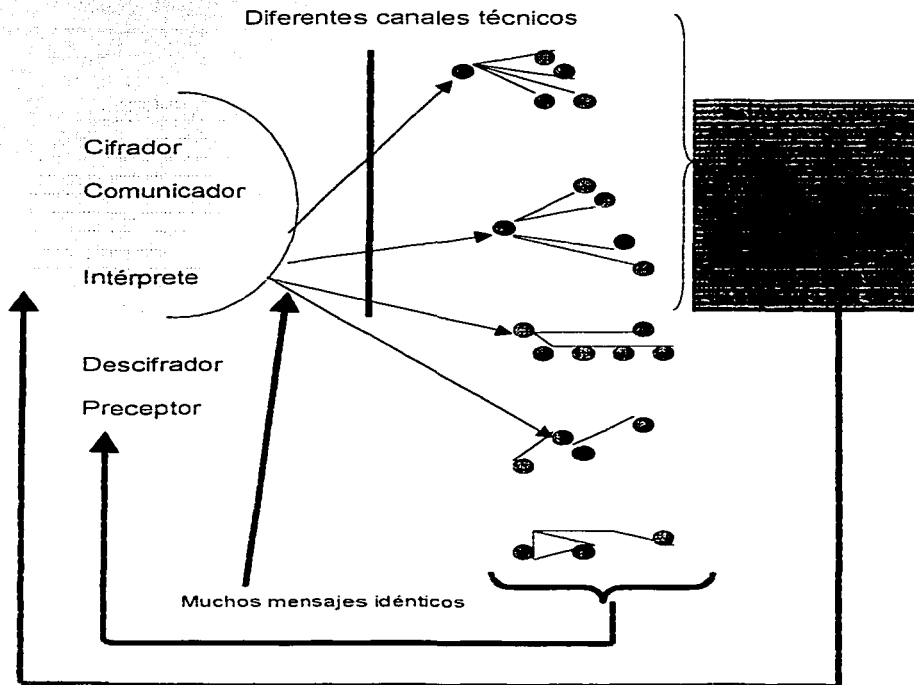 Diferentes canales técnicos
Cifrador
Comunicador
Intérprete
Descifrador
Preceptor
Muchos mensajes idénticos